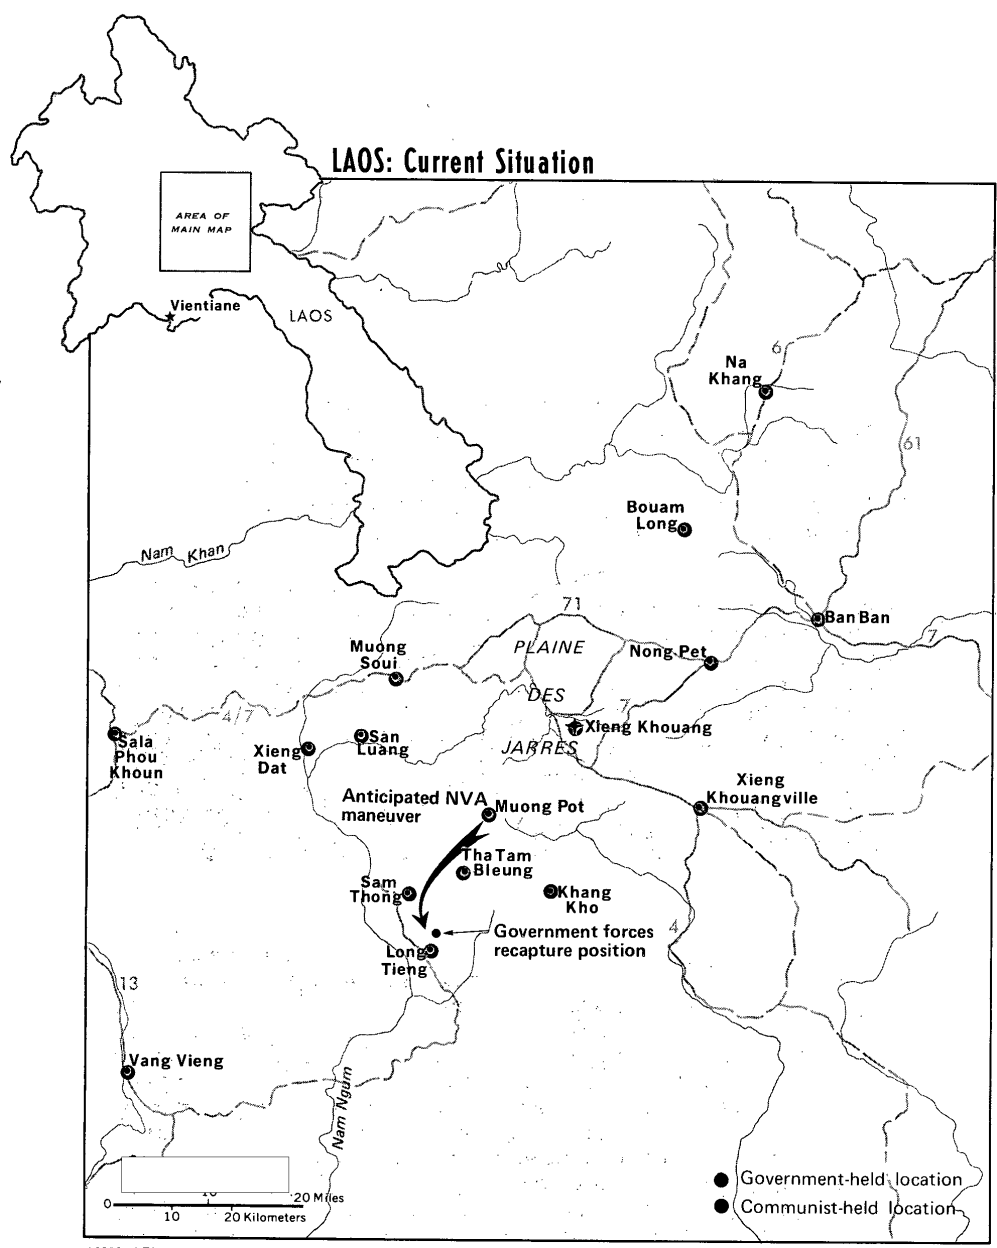 LAOS: Current Situation
AREA OF
MAIN MAP
Vientiane
LAOS
6
Na
Khang
61
Bouam
Long
Nam Khan
71
Ban Ban
7
PLAINE
Muong
Soui
Nong Pet
DES
7
4/7
Xieng Khouang
JARRES
Sala
Phou
Khoun
San
Luang
Xieng
Dat
Xieng
Khouangville
Anticipated NVA
maneuver
Muong Pot
Tha Tam
Bleung
Sam
Thong
Khang
Kho
4
Government forces
recapture position
Long
Tieng
13
Vang Vieng
Nam Ngum
Government-held location
Communist-held location
0 10 20 Miles
10 20 Kilometers